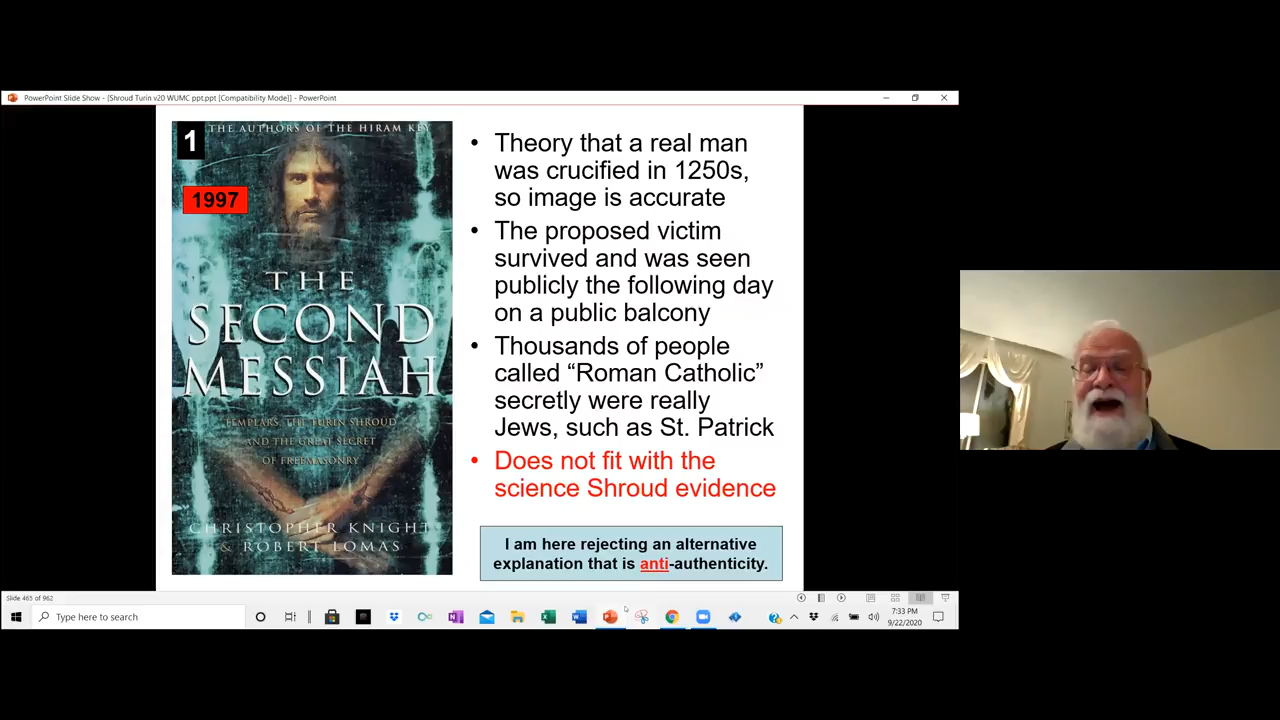 PowerPoint Slide Show - [Shroud Turin v20 WUMC ppt.ppt [Compatibility Mode]] - PowerPoint
THE AUTHORS OF THE HIRAM KEY
1
1997
THE
SECOND
MESSIAH
TEMPLARS, THE TURIN SHROUD
AND THE GREAT SECRET
OF FREEMASONRY
CHRISTOPHER KNIGHT
& ROBERT LOMAS
• Theory that a real man
was crucified in 1250s,
so image is accurate
• The proposed victim
survived and was seen
publicly the following day
on a public balcony
• Thousands of people
called “Roman Catholic”
secretly were really
Jews, such as St. Patrick
• Does not fit with the
science Shroud evidence
I am here rejecting an alternative
explanation that is anti-authenticity.
Slide 465 of 962
Type here to search
7:33 PM
9/22/2020